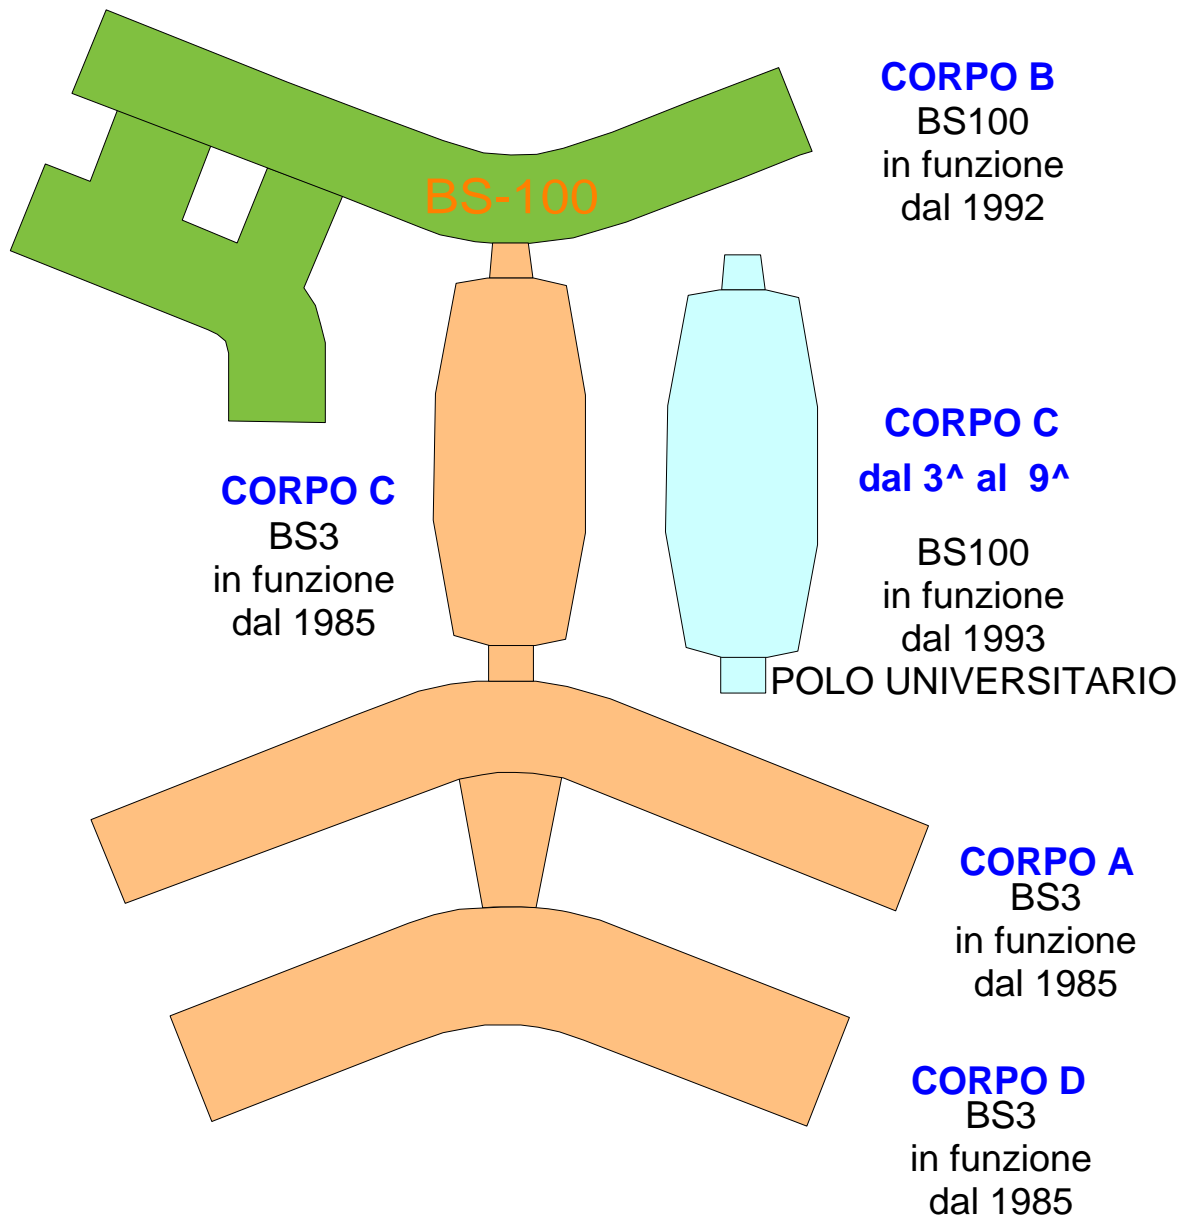 CORPO B
BS100
in funzione
dal 1992
BS-100
CORPO C
dal 3^ al  9^
BS100
in funzione
dal 1993
POLO UNIVERSITARIO
CORPO C
BS3
in funzione
dal 1985
CORPO A
BS3
in funzione
dal 1985
CORPO D
BS3
in funzione
dal 1985